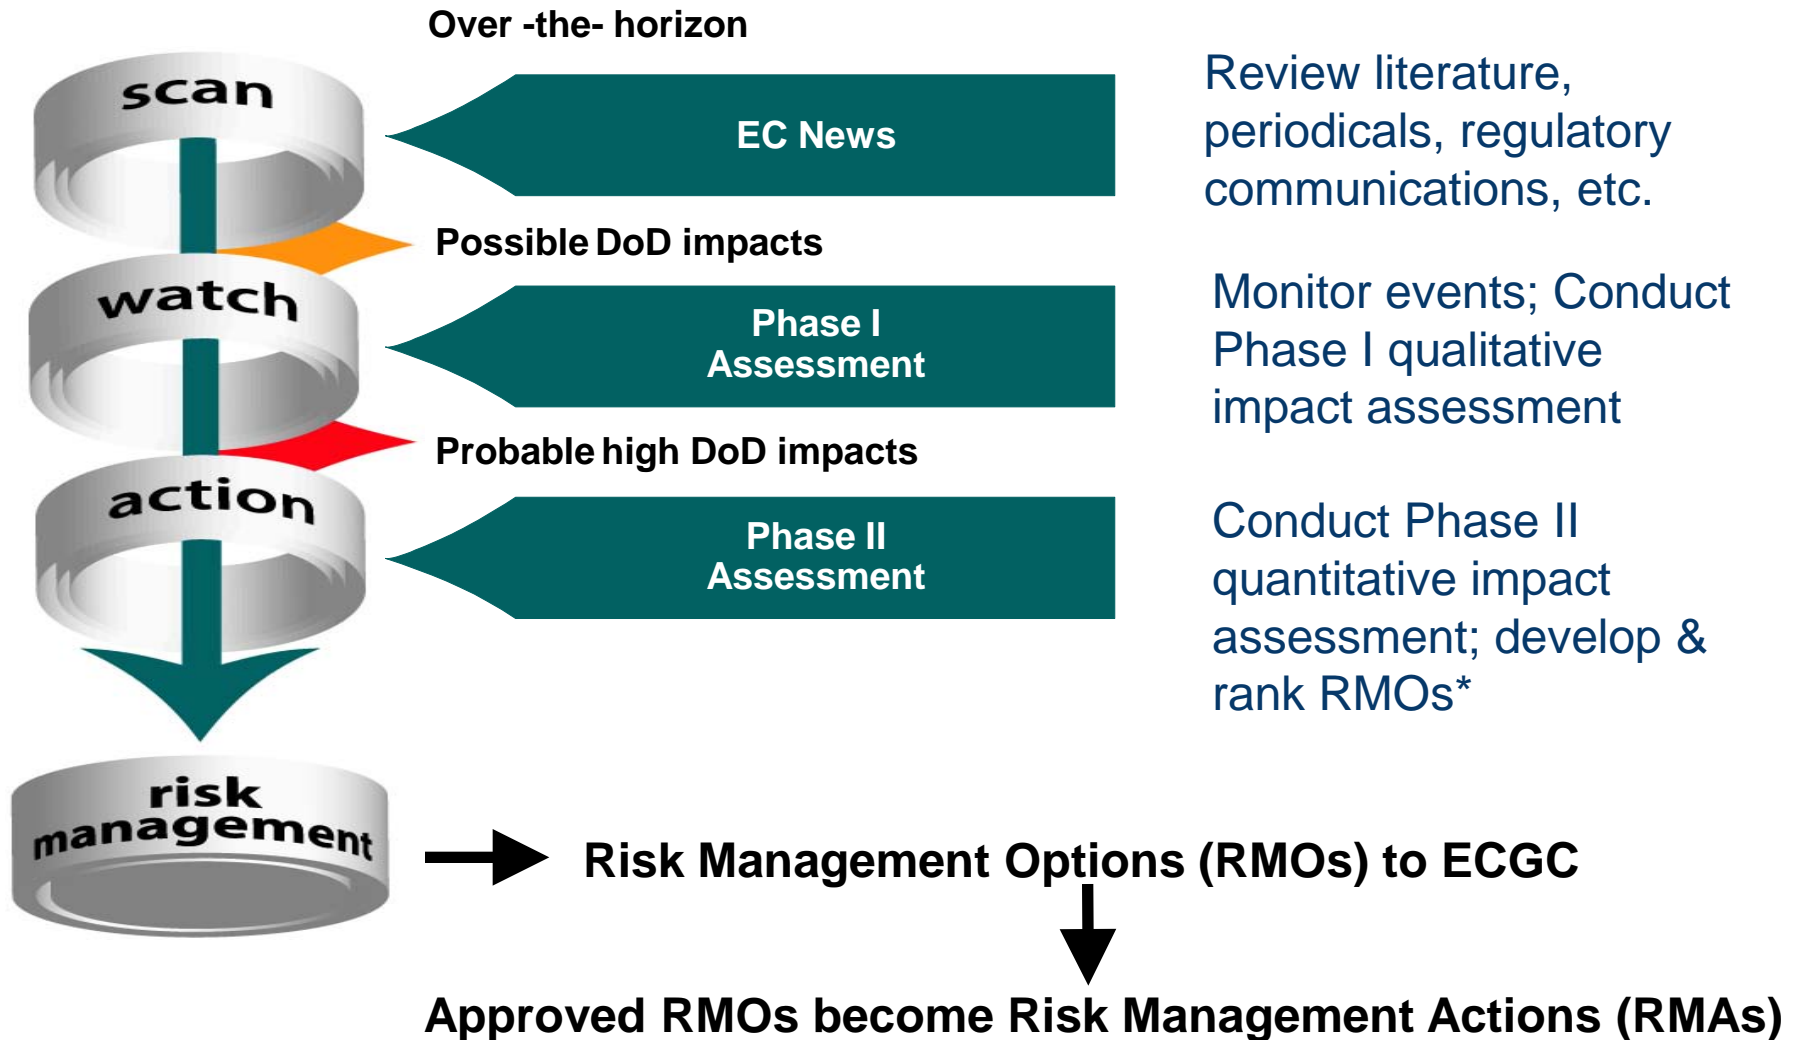 Over -the- horizon
scan
EC News
Review literature,
periodicals, regulatory
communications, etc.
Possible DoD impacts
watch
Phase I
Assessment
Monitor events; Conduct
Phase I qualitative
impact assessment
Probable high DoD impacts
action
Phase II
Assessment
Conduct Phase II
quantitative impact
assessment; develop &
rank RMOs*
risk
management
Risk Management Options (RMOs) to ECGC
Approved RMOs become Risk Management Actions (RMAs)